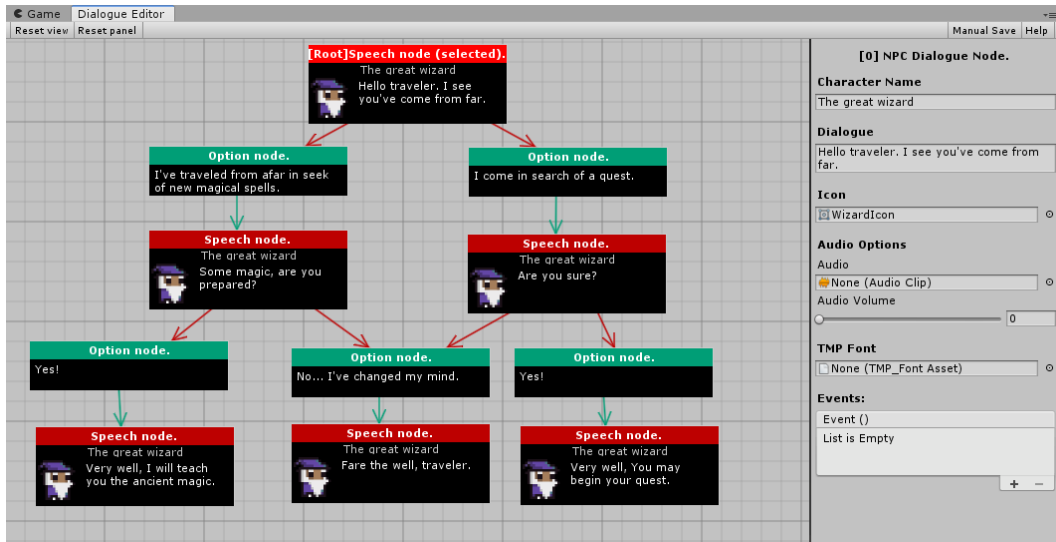 Game
Dialogue Editor
Reset view
Reset panel
Manual Save
Help
[Root]Speech node (selected).
The great wizard
Hello traveler. I see
you've come from far.
Option node.
I've traveled from afar in seek
of new magical spells.
Option node.
I come in search of a quest.
Speech node.
The great wizard
Some magic, are you
prepared?
Speech node.
The great wizard
Are you sure?
Option node.
Yes!
Option node.
No... I've changed my mind.
Option node.
Yes!
Speech node.
The great wizard
Very well, I will teach
you the ancient magic.
Speech node.
The great wizard
Fare the well, traveler.
Speech node.
The great wizard
Very well, You may
begin your quest.
[0] NPC Dialogue Node.
Character Name
The great wizard
Dialogue
Hello traveler. I see you've come from
far.
Icon
WizardIcon
Audio Options
Audio
None (Audio Clip)
Audio Volume
0
TMP Font
None (TMP_Font Asset)
Events:
Event ()
List is Empty
+ −